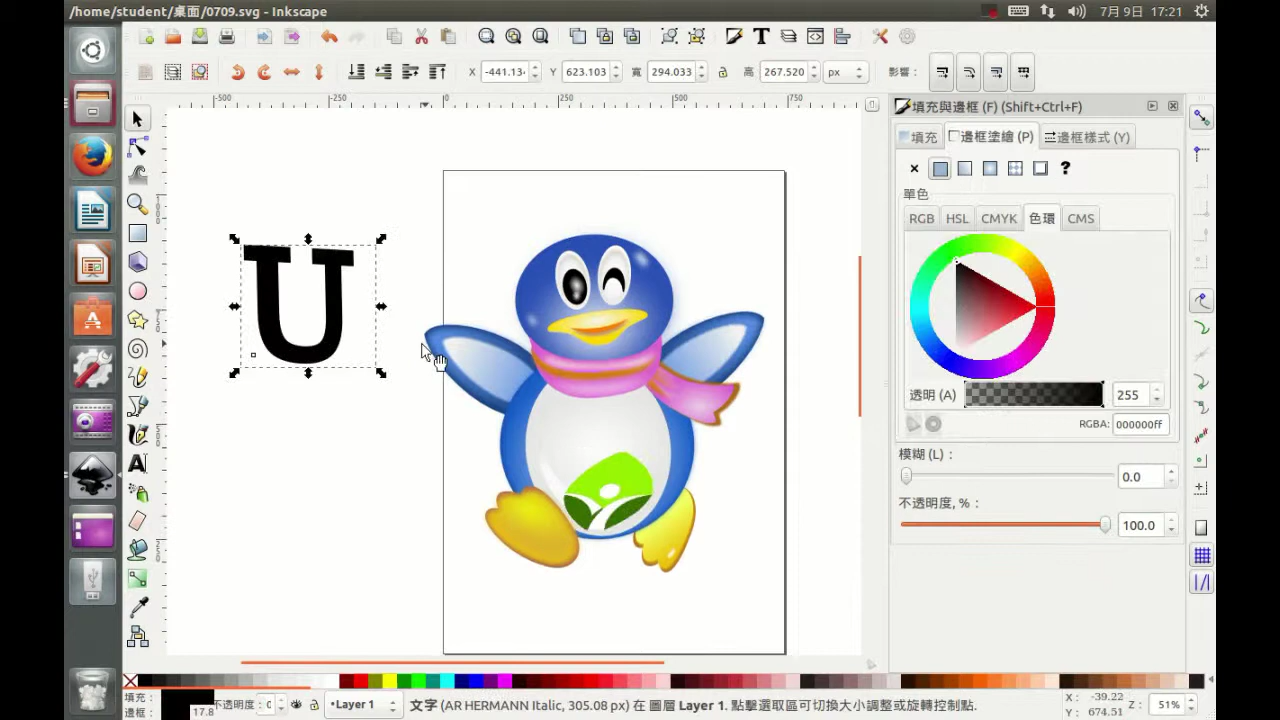 /home/student/桌面/0709.svg - Inkscape
7月 9日 17:21
X -441.13
Y 623.103
寬 294.033
高 267.520
px
影響：
-500
-250
0
250
500
750
填充與邊框 (F) (Shift+Ctrl+F)
填充
邊框塗繪 (P)
邊框樣式 (Y)
?
單色
RGB
HSL
CMYK
色環
CMS
U
透明 (A)
255
RGBA:
000000ff
模糊 (L)：
0.0
不透明度, %：
100.0
填充：
邊框：
17.8
不透明度：
Layer 1
文字 (AR HERMANN Italic, 305.08 px) 在 圖層 Layer 1. 點擊選取區可切換大小調整或旋轉控制點.
X: -39.22
Y: 674.51
51%